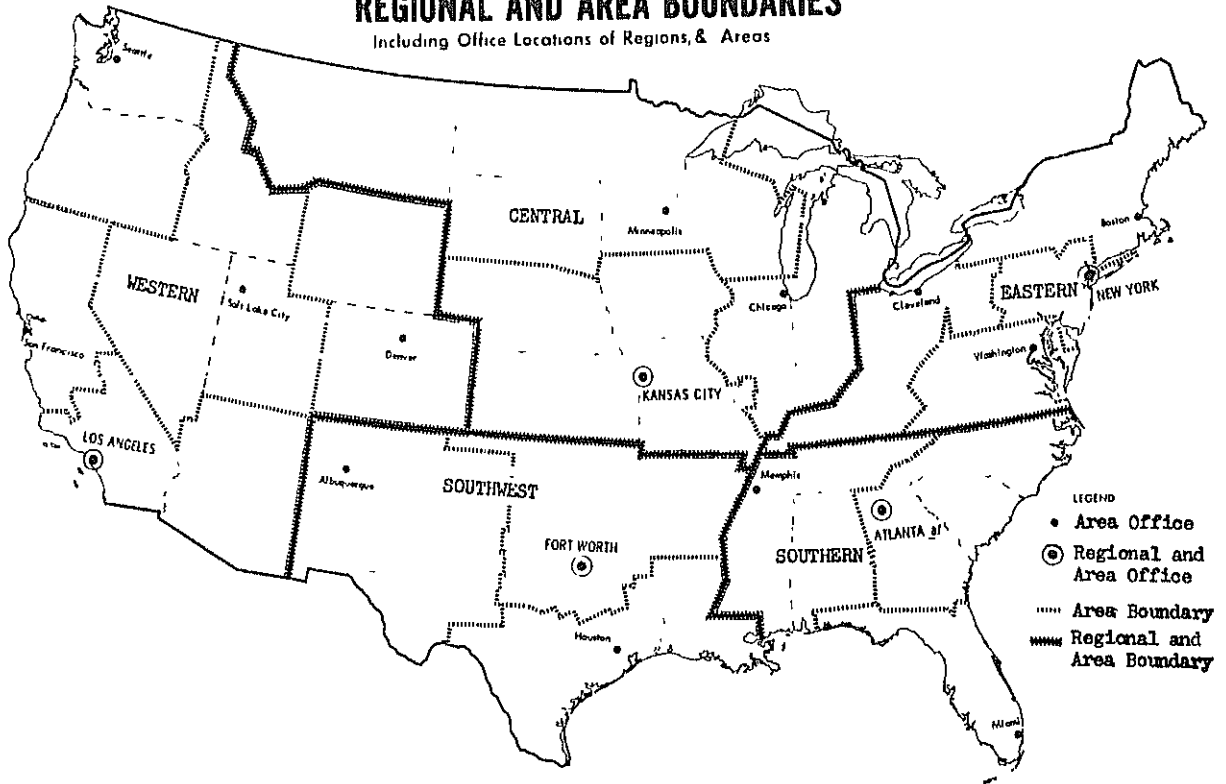 REGIONAL AND AREA BOUNDARIES
Including Office Locations of Regions, & Areas
Seattle
CENTRAL
Minneapolis
Boston
WESTERN
Salt Lake City
Chicago
Cleveland
EASTERN
NEW YORK
San Francisco
Denver
Washington
KANSAS CITY
LOS ANGELES
Albuquerque
SOUTHWEST
Memphis
FORT WORTH
SOUTHERN
ATLANTA
Houston
Miami
LEGEND
Area Office
Regional and
Area Office
Area Boundary
Regional and
Area Boundary